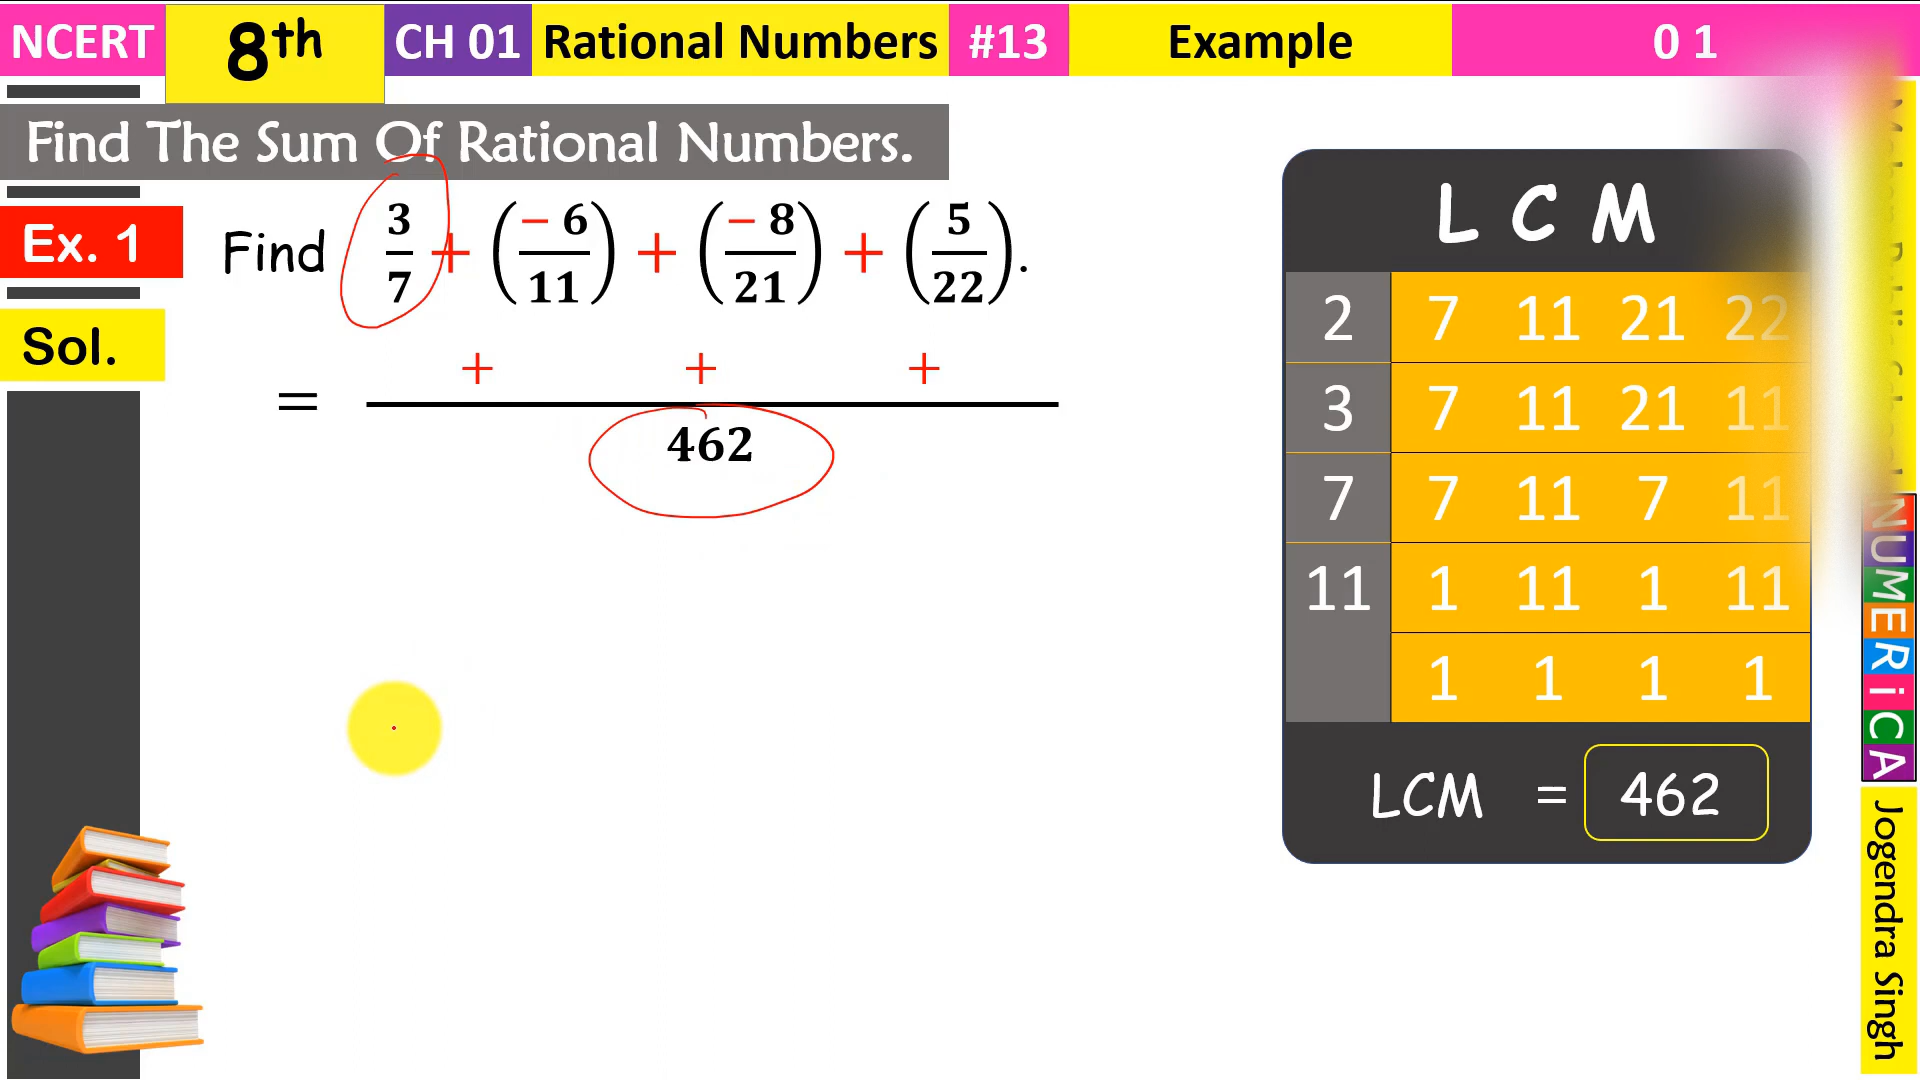 NCERT 8th CH 01 Rational Numbers #13 Example 0 1
Find The Sum Of Rational Numbers.
Ex. 1 Find 3/7 + (− 6/11) + (− 8/21) + (5/22).
Sol.
= + + +
462
L C M
2 7 11 21 22
3 7 11 21 11
7 7 11 7 11
11 1 11 1 11
1 1 1 1
LCM = 462
NUMERiCA
Jogendra Singh